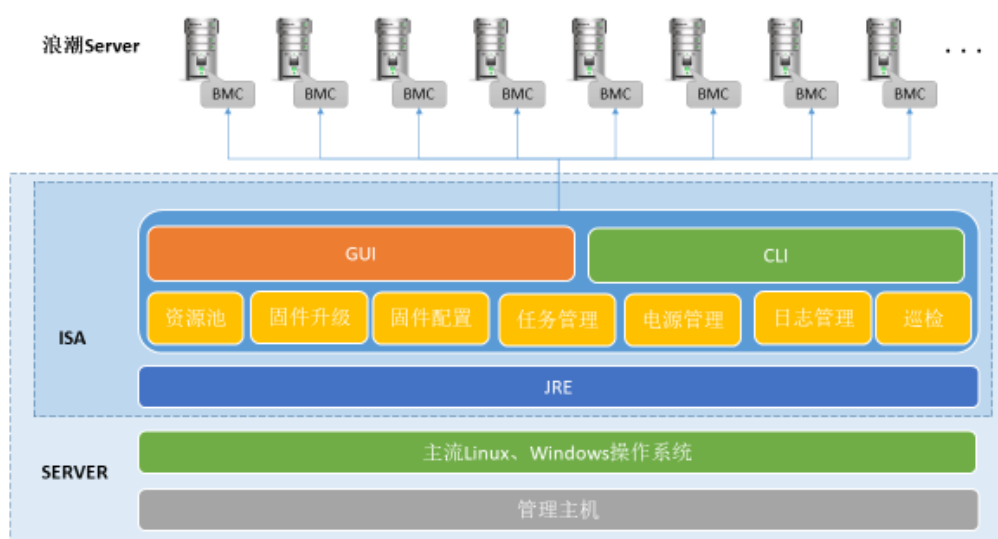 浪潮Server
BMC BMC BMC BMC BMC BMC BMC BMC ...
GUI CLI
资源池 固件升级 固件配置 任务管理 电源管理 日志管理 巡检
ISA
JRE
主流Linux、Windows操作系统
SERVER
管理主机